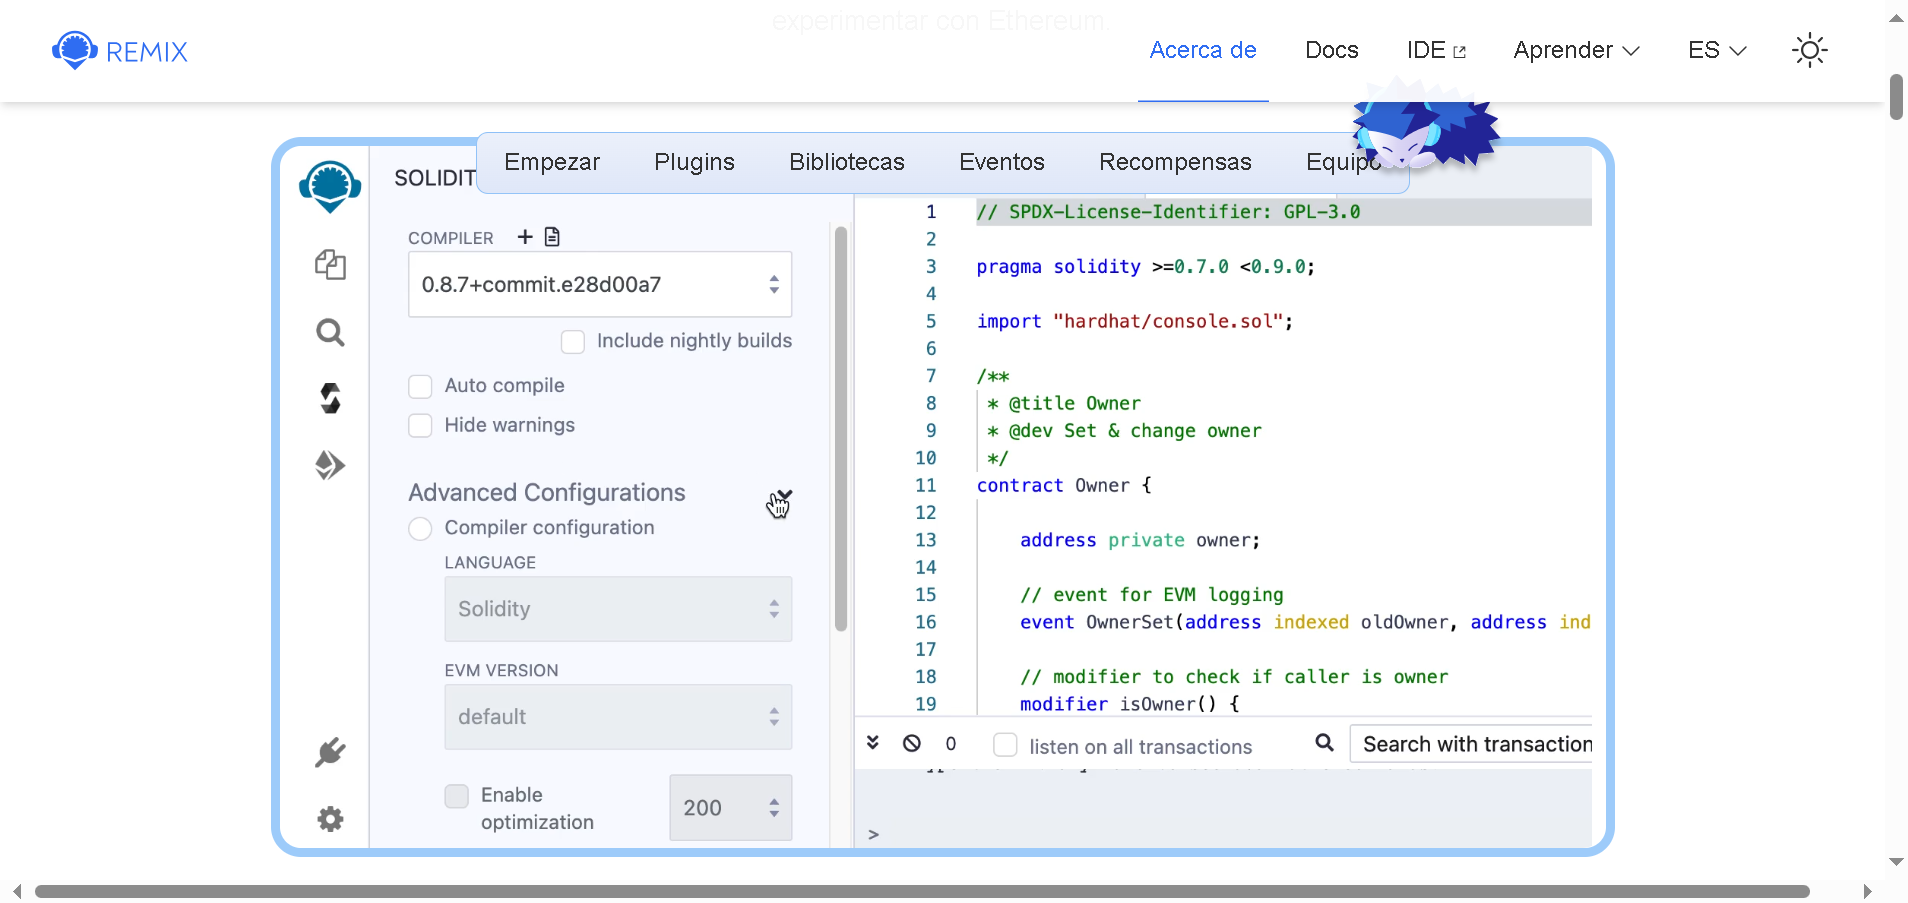 experimentar con Ethereum.
REMIX
Acerca de
Docs
IDE
Aprender
ES
Empezar
Plugins
Bibliotecas
Eventos
Recompensas
Equipo
SOLIDIT
COMPILER
0.8.7+commit.e28d00a7
Include nightly builds
Auto compile
Hide warnings
Advanced Configurations
Compiler configuration
LANGUAGE
Solidity
EVM VERSION
default
Enable
optimization
200
1 // SPDX-License-Identifier: GPL-3.0
2
3 pragma solidity >=0.7.0 <0.9.0;
4
5 import "hardhat/console.sol";
6
7 /**
8 * @title Owner
9 * @dev Set & change owner
10 */
11 contract Owner {
12
13 address private owner;
14
15 // event for EVM logging
16 event OwnerSet(address indexed oldOwner, address ind
17
18 // modifier to check if caller is owner
19 modifier isOwner() {
0
listen on all transactions
Search with transaction
>